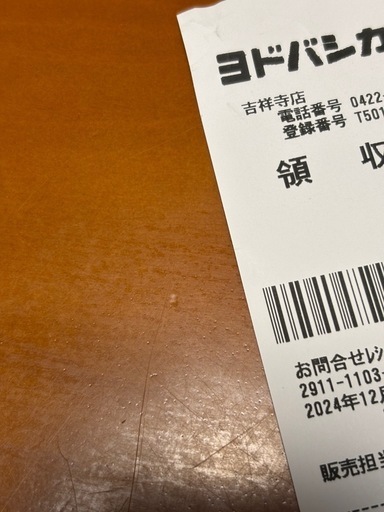 ヨドバシカ
吉祥寺店
電話番号 0422-
登録番号 T501
領 収
お問合せﾚｼ
2911-1103-
2024年12月
販売担当